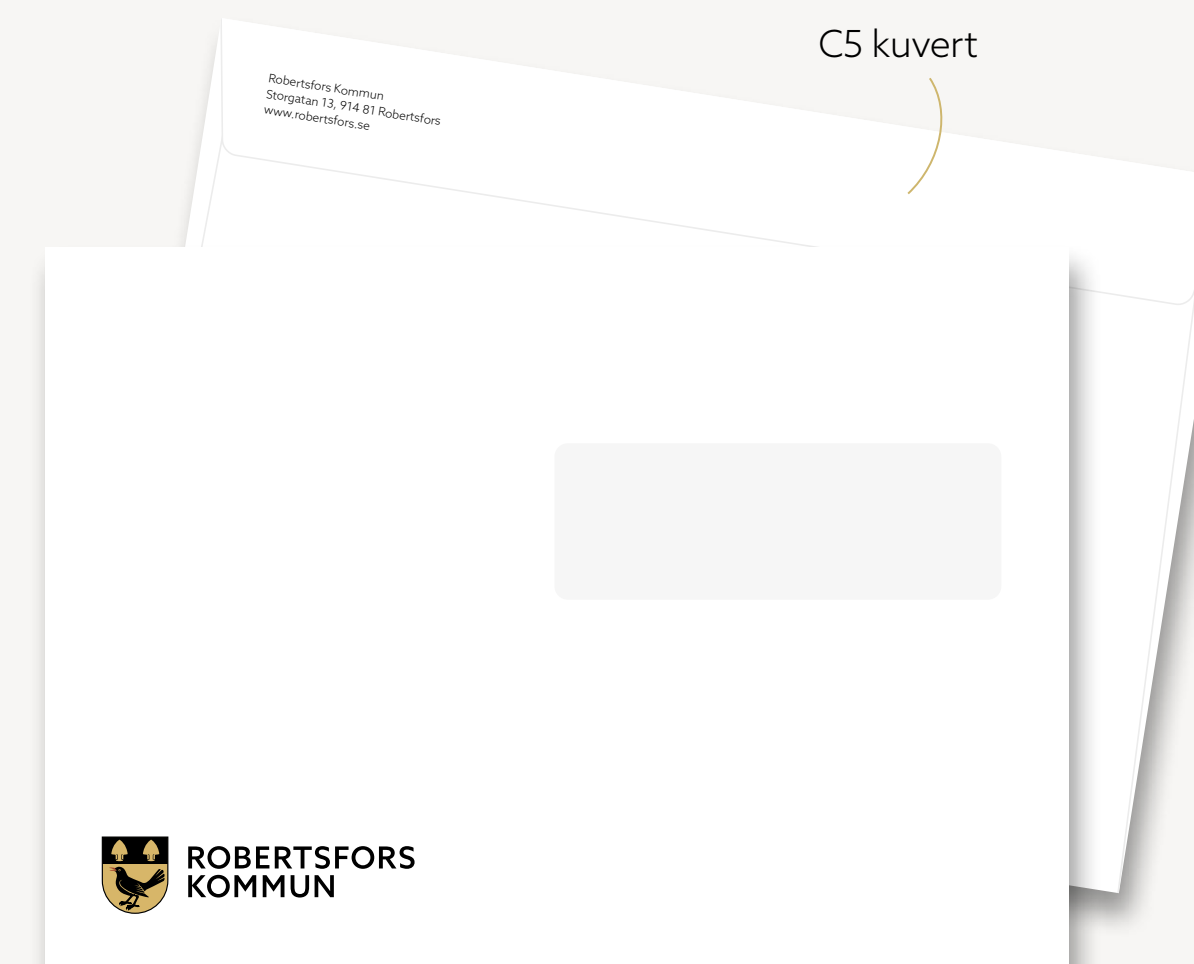 C5 kuvert
Robertsfors Kommun
Storgatan 13, 914 81 Robertsfors
www.robertsfors.se
ROBERTSFORS
KOMMUN